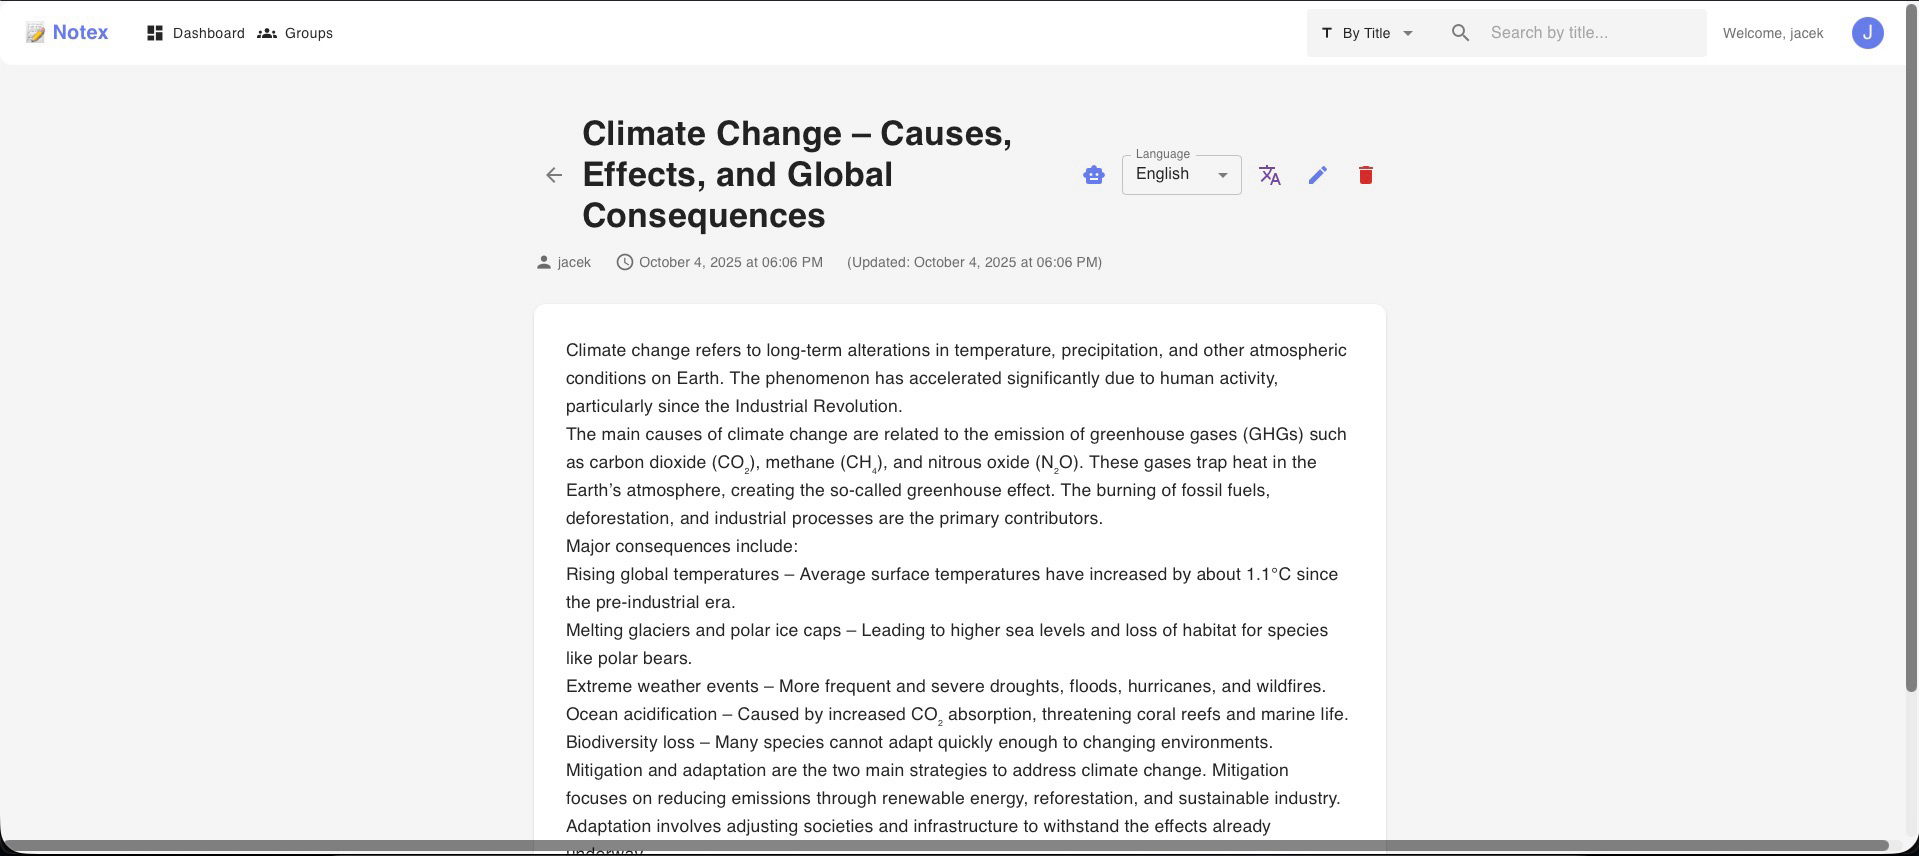 Notex
Dashboard
Groups
By Title
Search by title...
Welcome, jacek
J
Climate Change – Causes,
Effects, and Global
Consequences
Language
English
jacek
October 4, 2025 at 06:06 PM
(Updated: October 4, 2025 at 06:06 PM)
Climate change refers to long-term alterations in temperature, precipitation, and other atmospheric
conditions on Earth. The phenomenon has accelerated significantly due to human activity,
particularly since the Industrial Revolution.
The main causes of climate change are related to the emission of greenhouse gases (GHGs) such
as carbon dioxide (CO₂), methane (CH₄), and nitrous oxide (N₂O). These gases trap heat in the
Earth’s atmosphere, creating the so-called greenhouse effect. The burning of fossil fuels,
deforestation, and industrial processes are the primary contributors.
Major consequences include:
Rising global temperatures – Average surface temperatures have increased by about 1.1°C since
the pre-industrial era.
Melting glaciers and polar ice caps – Leading to higher sea levels and loss of habitat for species
like polar bears.
Extreme weather events – More frequent and severe droughts, floods, hurricanes, and wildfires.
Ocean acidification – Caused by increased CO₂ absorption, threatening coral reefs and marine life.
Biodiversity loss – Many species cannot adapt quickly enough to changing environments.
Mitigation and adaptation are the two main strategies to address climate change. Mitigation
focuses on reducing emissions through renewable energy, reforestation, and sustainable industry.
Adaptation involves adjusting societies and infrastructure to withstand the effects already